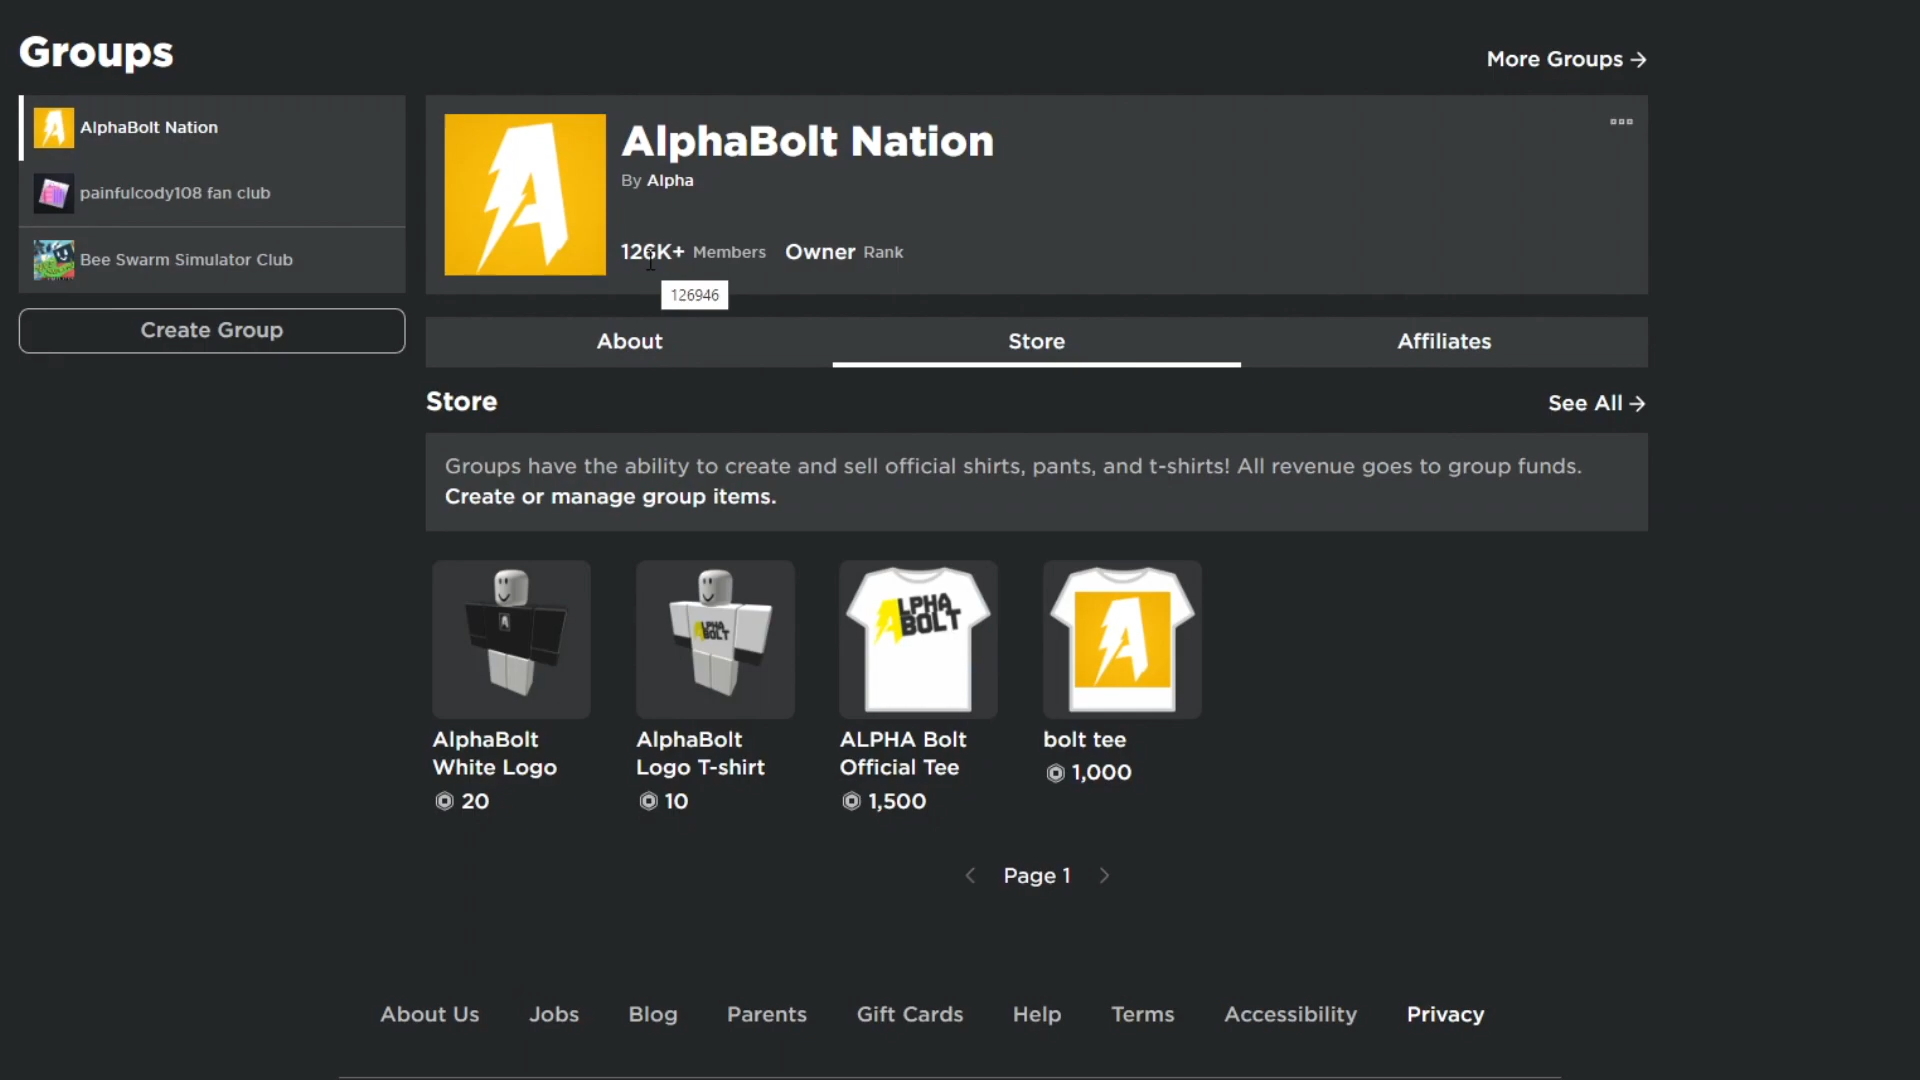 Groups
More Groups
AlphaBolt Nation
painfulcody108 fan club
Bee Swarm Simulator Club
Create Group
AlphaBolt Nation
By Alpha
126K+ Members Owner Rank
126946
About Store Affiliates
Store
See All
Groups have the ability to create and sell official shirts, pants, and t-shirts! All revenue goes to group funds.
Create or manage group items.
ALPHA
BOLT
ALPHA
BOLT
AlphaBolt
White Logo
20
AlphaBolt
Logo T-shirt
10
ALPHA Bolt
Official Tee
1,500
bolt tee
1,000
Page 1
About Us Jobs Blog Parents Gift Cards Help Terms Accessibility Privacy